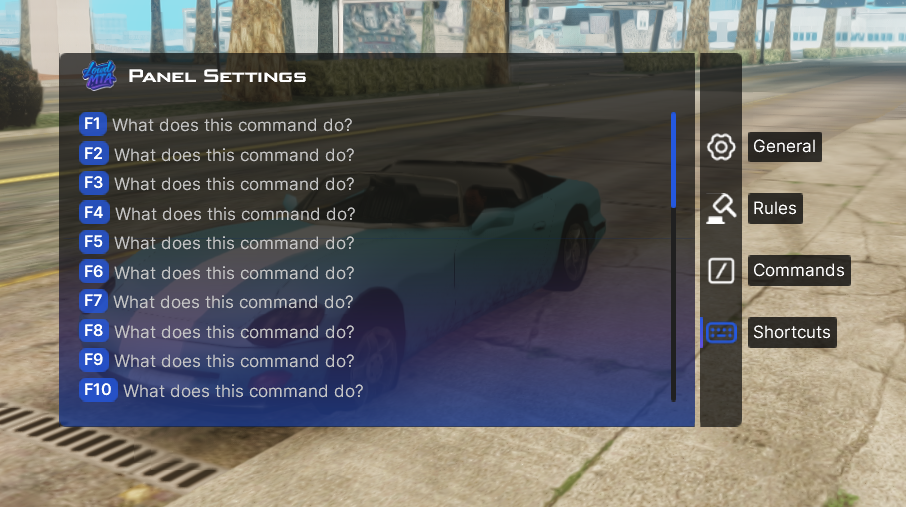 Loud
MTA
Panel Settings
F1 What does this command do?
F2 What does this command do?
F3 What does this command do?
F4 What does this command do?
F5 What does this command do?
F6 What does this command do?
F7 What does this command do?
F8 What does this command do?
F9 What does this command do?
F10 What does this command do?
General
Rules
Commands
Shortcuts